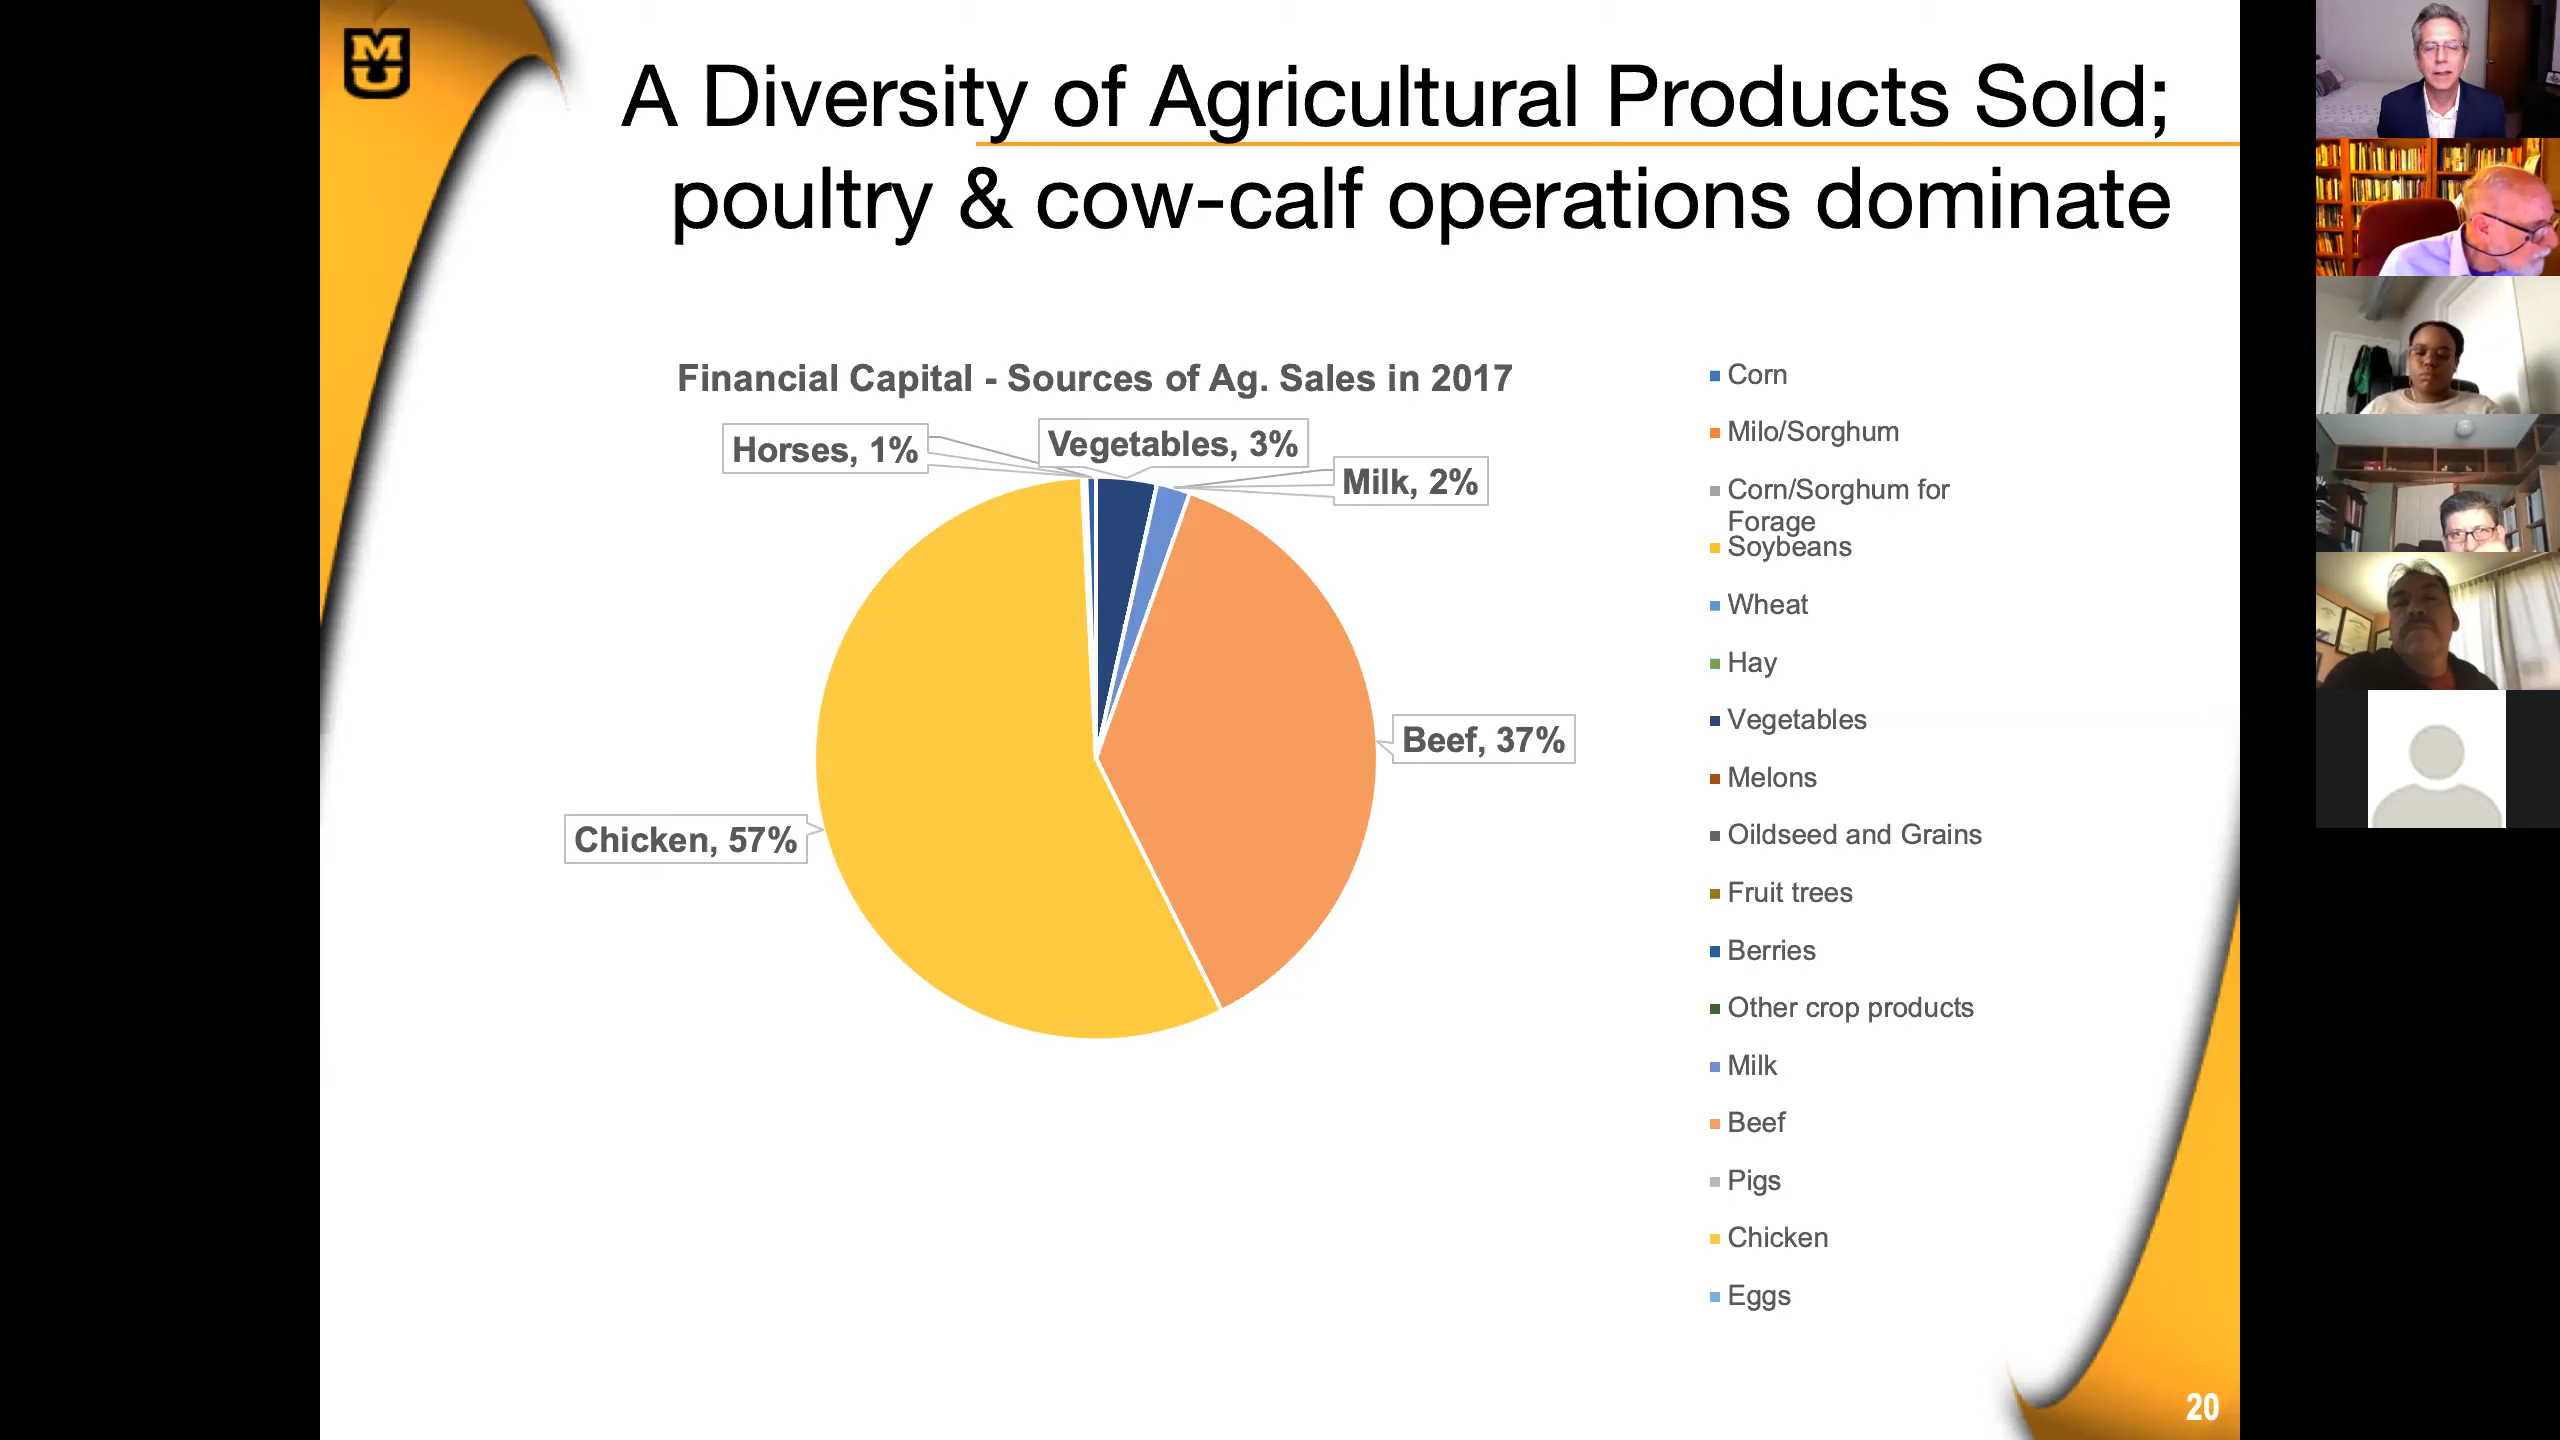 MU
A Diversity of Agricultural Products Sold;
poultry & cow-calf operations dominate
Financial Capital - Sources of Ag. Sales in 2017
Horses, 1%
Vegetables, 3%
Milk, 2%
Beef, 37%
Chicken, 57%
Corn
Milo/Sorghum
Corn/Sorghum for
Forage
Soybeans
Wheat
Hay
Vegetables
Melons
Oildseed and Grains
Fruit trees
Berries
Other crop products
Milk
Beef
Pigs
Chicken
Eggs
20